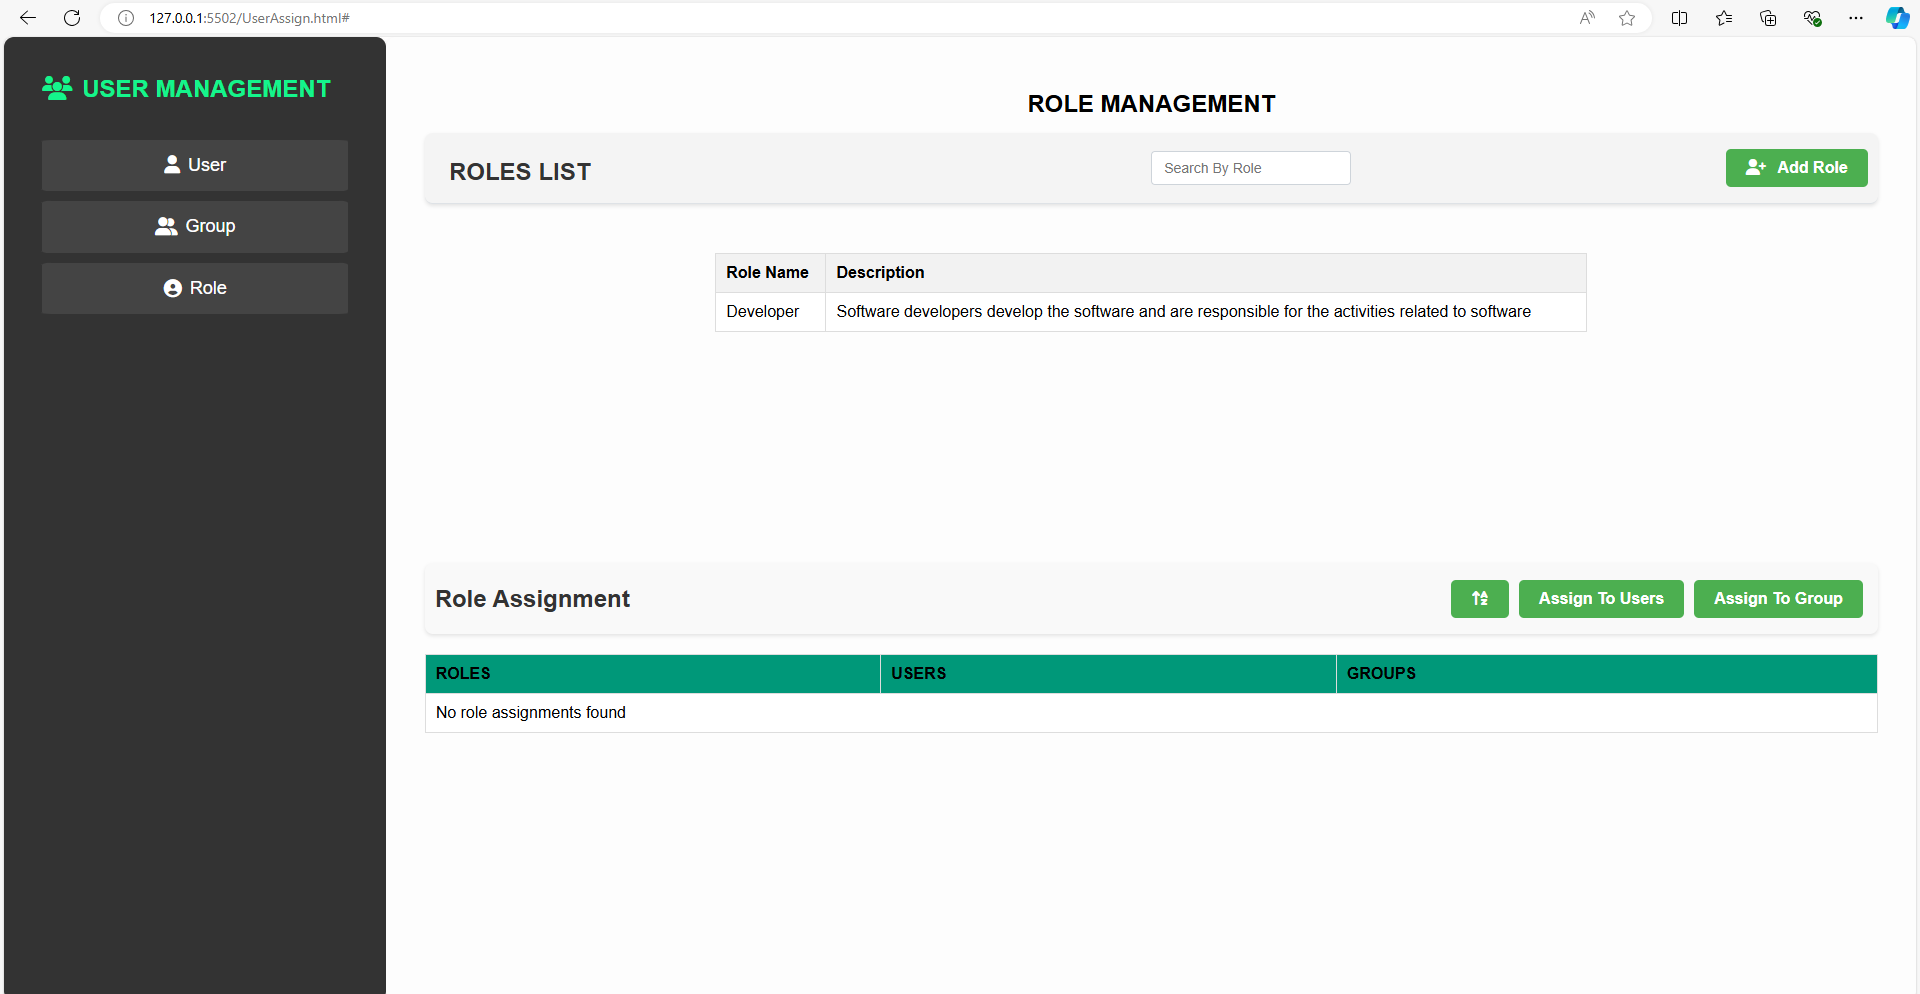 127.0.0.1:5502/UserAssign.html#
USER MANAGEMENT
User
Group
Role
ROLE MANAGEMENT
ROLES LIST
Search By Role
Add Role
Role Name Description
Developer Software developers develop the software and are responsible for the activities related to software
Role Assignment
Assign To Users
Assign To Group
ROLES USERS GROUPS
No role assignments found